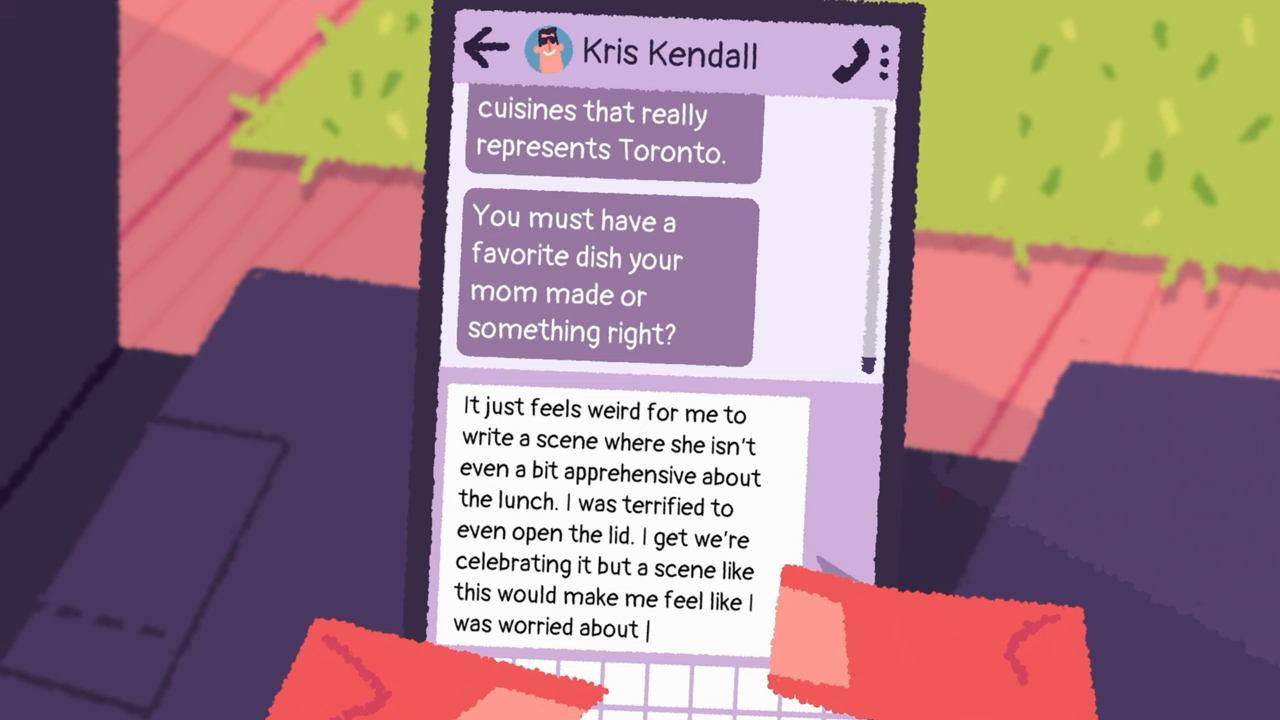 Kris Kendall
cuisines that really
represents Toronto.
You must have a
favorite dish your
mom made or
something right?
It just feels weird for me to
write a scene where she isn't
even a bit apprehensive about
the lunch. I was terrified to
even open the lid. I get we're
celebrating it but a scene like
this would make me feel like I
was worried about